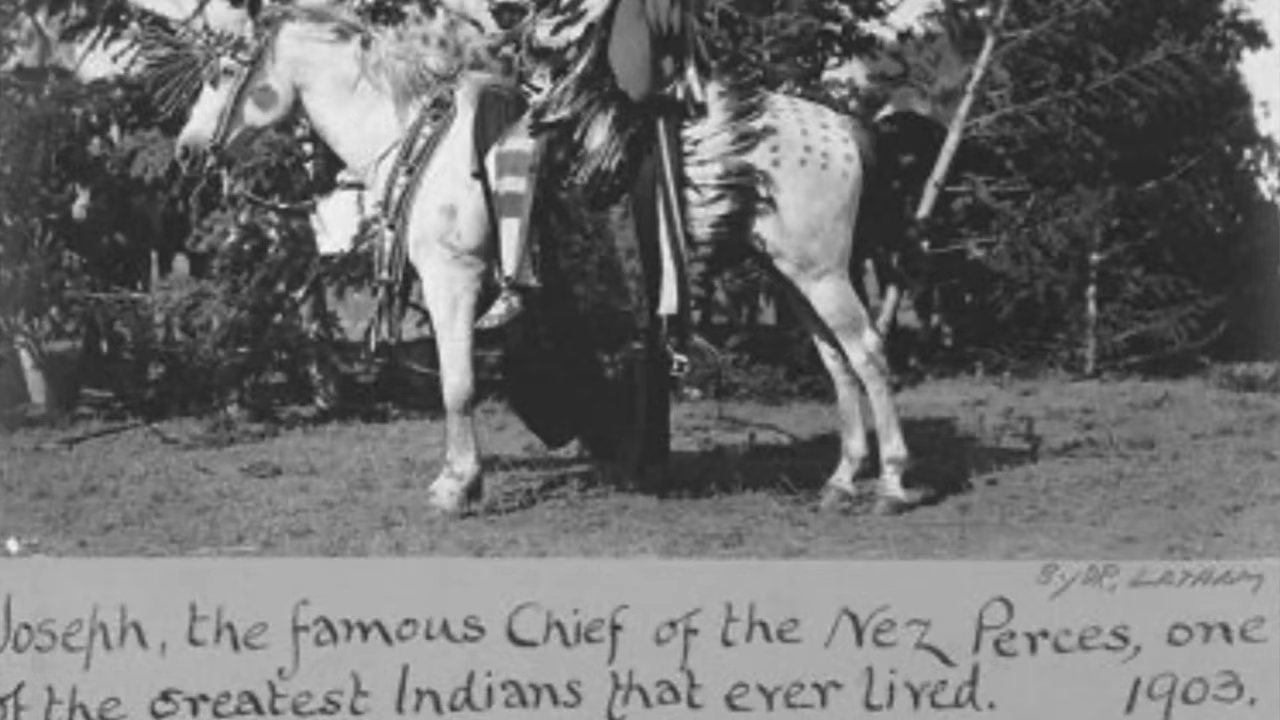 By DR. LATHAM
Joseph, the famous Chief of the Nez Perces, one
of the greatest Indians that ever lived. 1903.